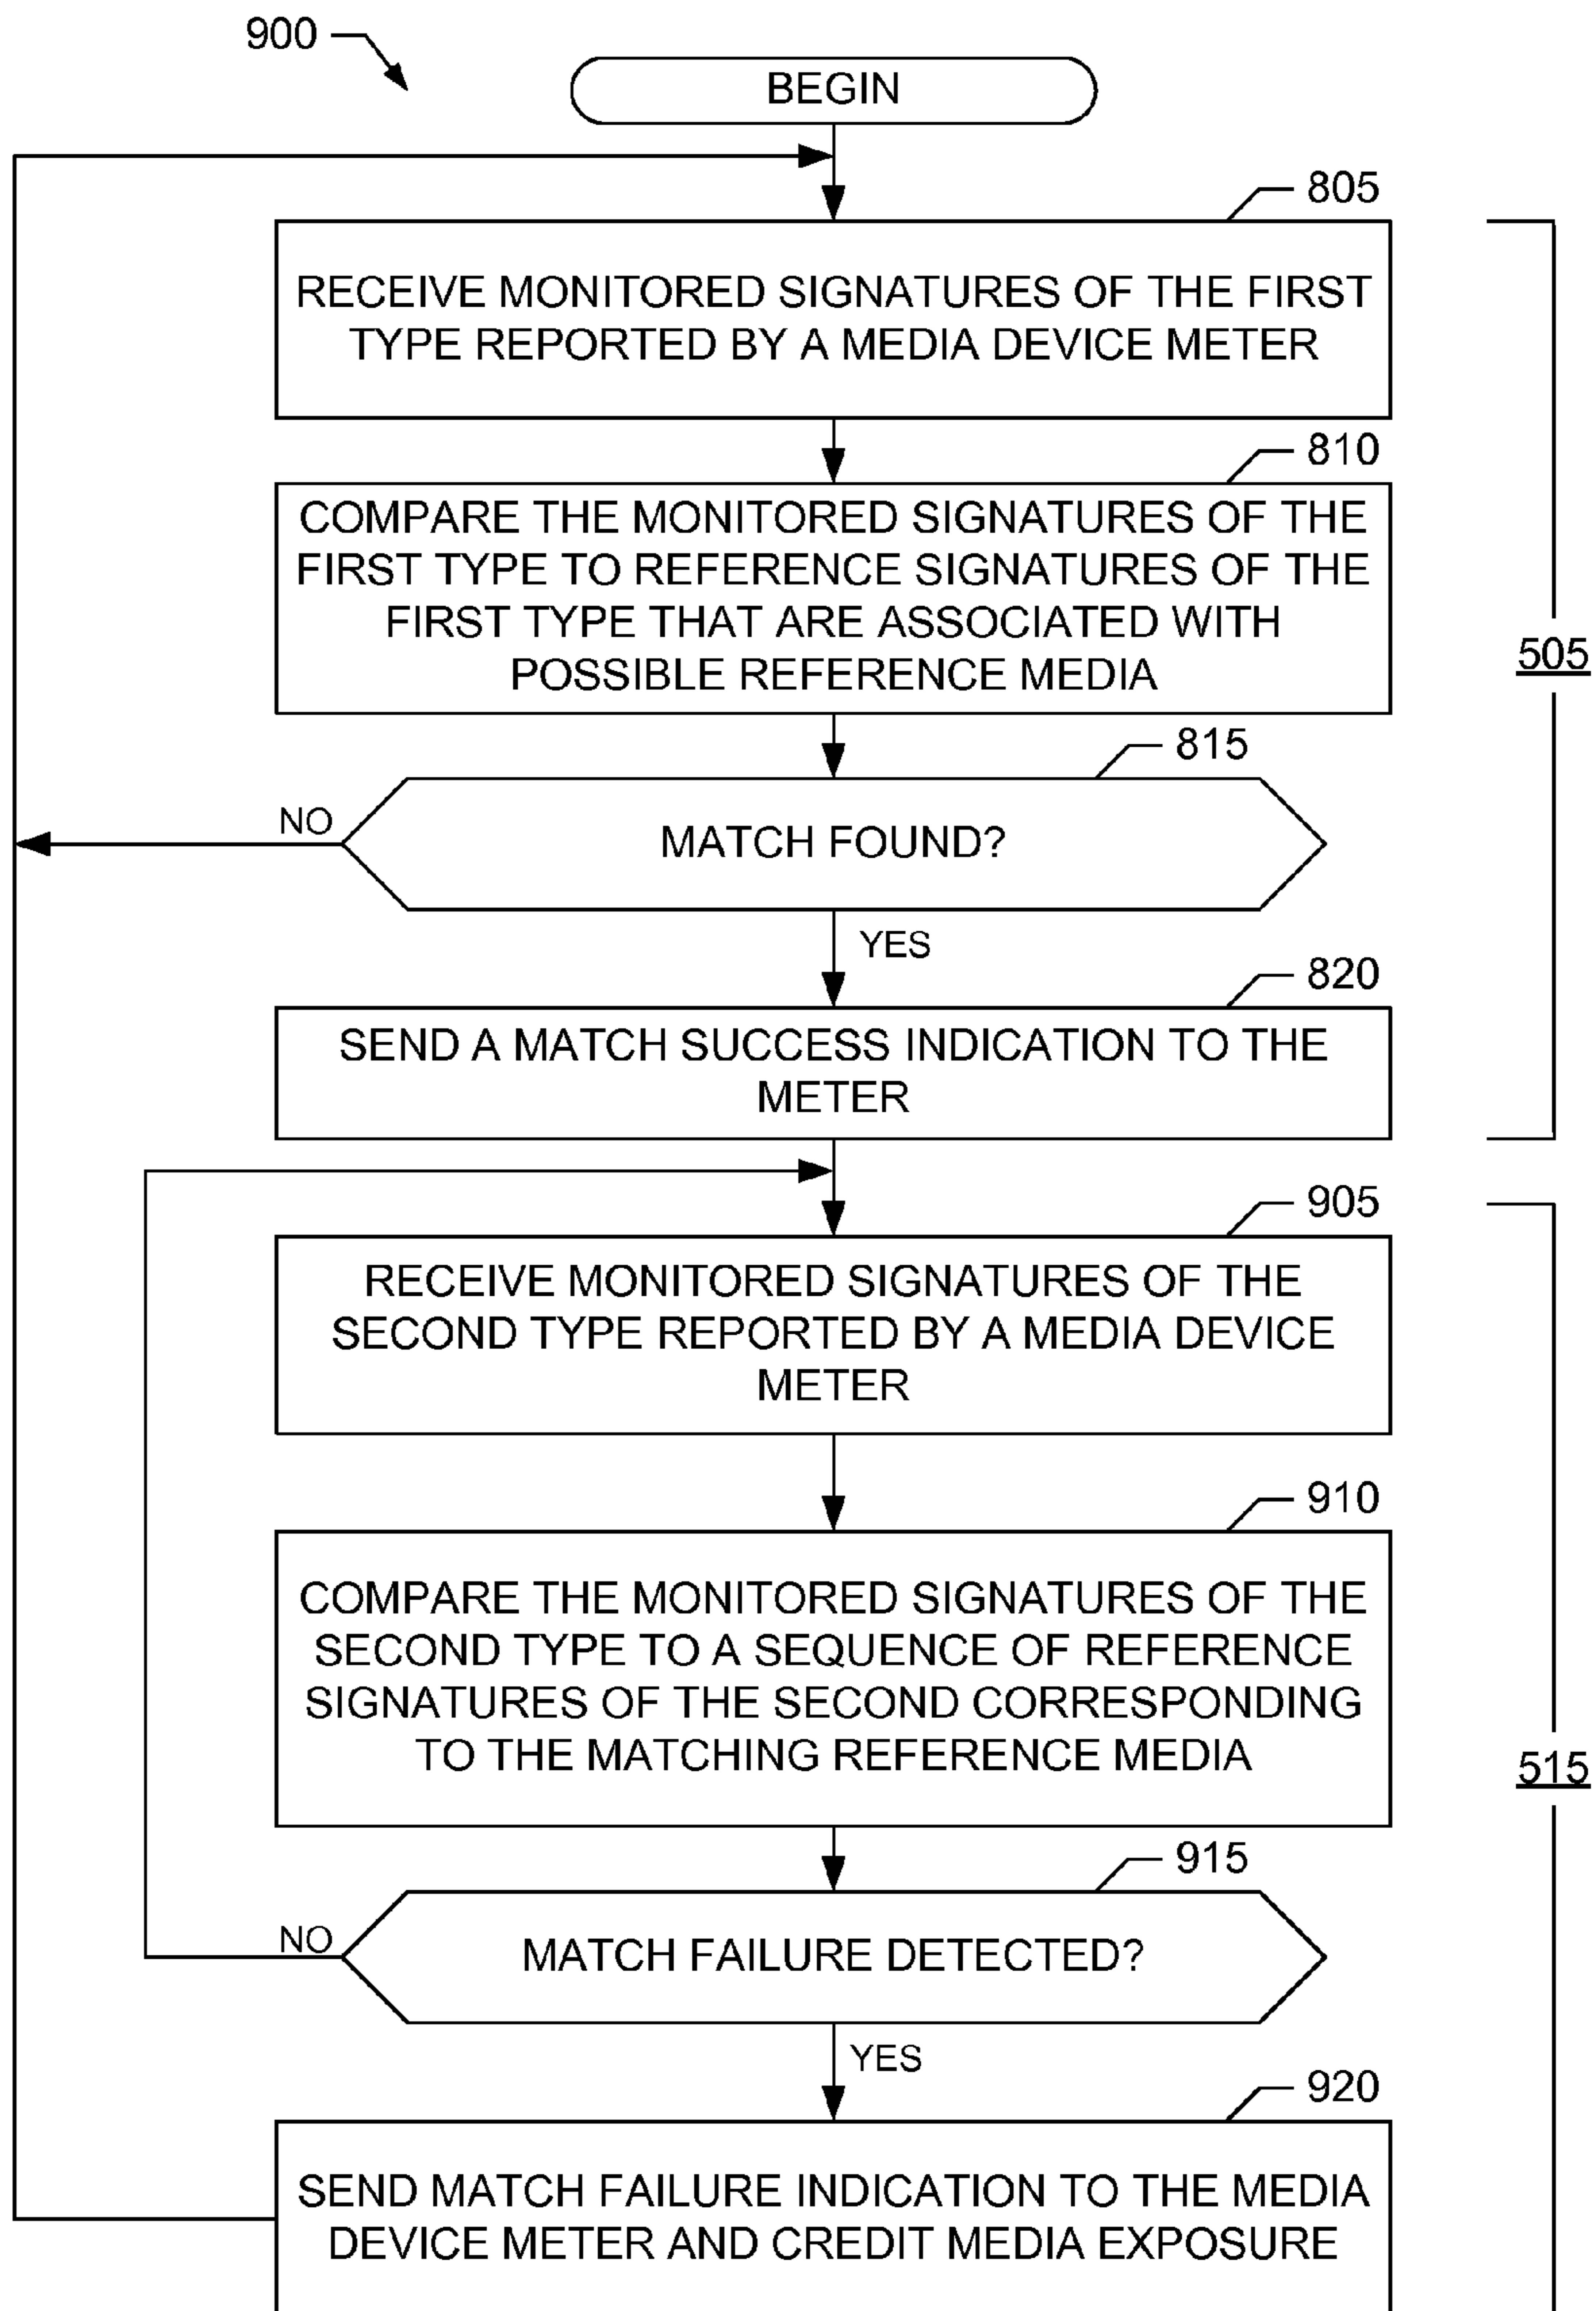 900
BEGIN
805
RECEIVE MONITORED SIGNATURES OF THE FIRST
TYPE REPORTED BY A MEDIA DEVICE METER
810
COMPARE THE MONITORED SIGNATURES OF THE
FIRST TYPE TO REFERENCE SIGNATURES OF THE
FIRST TYPE THAT ARE ASSOCIATED WITH
POSSIBLE REFERENCE MEDIA
505
815
NO
MATCH FOUND?
YES
820
SEND A MATCH SUCCESS INDICATION TO THE
METER
905
RECEIVE MONITORED SIGNATURES OF THE
SECOND TYPE REPORTED BY A MEDIA DEVICE
METER
910
COMPARE THE MONITORED SIGNATURES OF THE
SECOND TYPE TO A SEQUENCE OF REFERENCE
SIGNATURES OF THE SECOND CORRESPONDING
TO THE MATCHING REFERENCE MEDIA
515
915
NO
MATCH FAILURE DETECTED?
YES
920
SEND MATCH FAILURE INDICATION TO THE MEDIA
DEVICE METER AND CREDIT MEDIA EXPOSURE